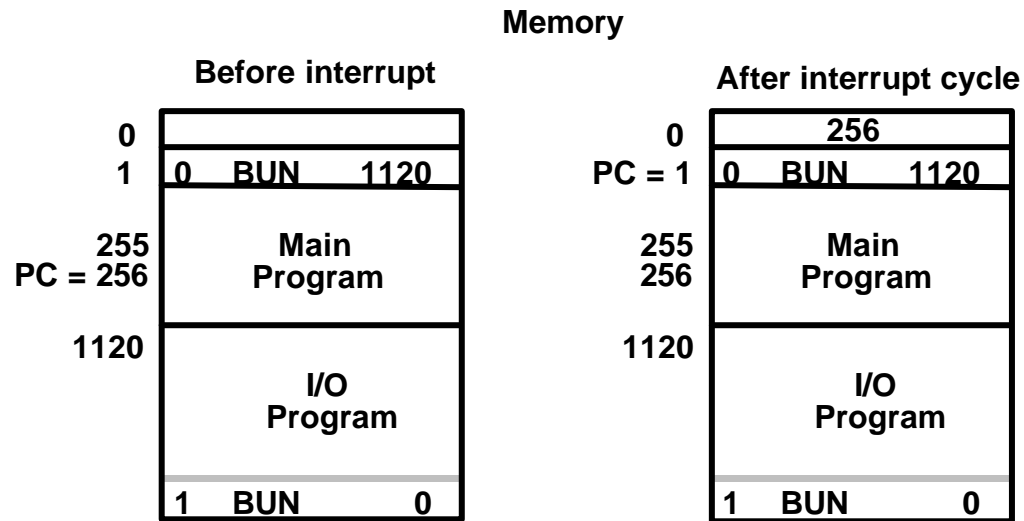 Memory
Before interrupt
0
1 0 BUN 1120
255 Main
PC = 256 Program
1120
I/O
Program
1 BUN 0
After interrupt cycle
0 256
PC = 1 0 BUN 1120
255 Main
256 Program
1120
I/O
Program
1 BUN 0